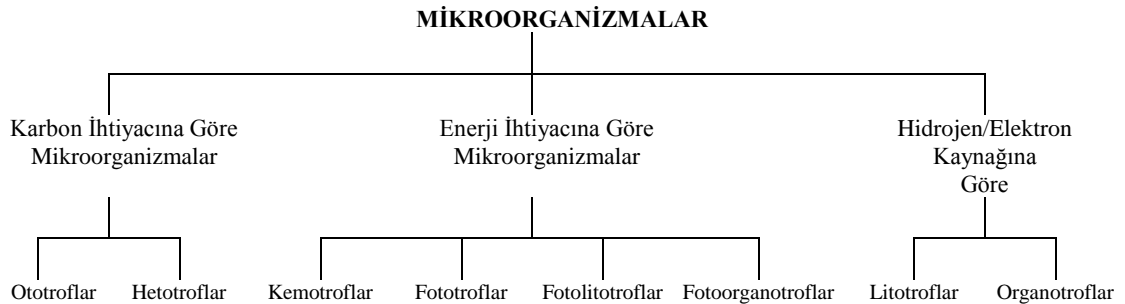 MİKROORGANİZMALAR
Karbon İhtiyacına Göre
Mikroorganizmalar
Enerji İhtiyacına Göre
Mikroorganizmalar
Hidrojen/Elektron
Kaynağına
Göre
Ototroflar
Hetotroflar
Kemotroflar
Fototroflar
Fotolitotroflar
Fotoorganotroflar
Litotroflar
Organotroflar